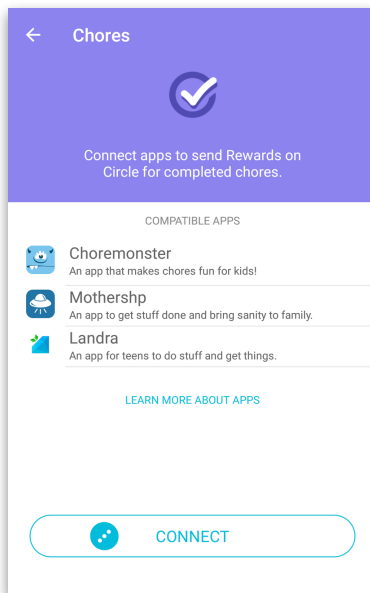 Chores
Connect apps to send Rewards on
Circle for completed chores.
COMPATIBLE APPS
Choremonster
An app that makes chores fun for kids!
Mothershp
An app to get stuff done and bring sanity to family.
Landra
An app for teens to do stuff and get things.
LEARN MORE ABOUT APPS
CONNECT